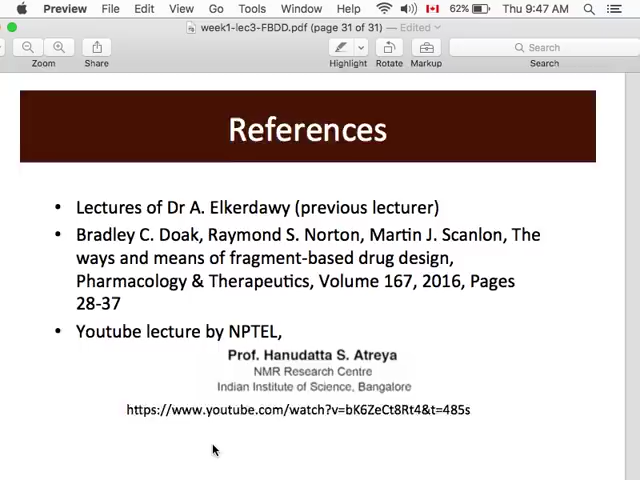 Preview File Edit View Go Tools Window Help 62% Thu 9:47 AM
week1-lec3-FBDD.pdf (page 31 of 31) — Edited
Search
Zoom Share Highlight Rotate Markup Search
References
• Lectures of Dr A. Elkerdawy (previous lecturer)
• Bradley C. Doak, Raymond S. Norton, Martin J. Scanlon, The
ways and means of fragment-based drug design,
Pharmacology & Therapeutics, Volume 167, 2016, Pages
28-37
• Youtube lecture by NPTEL,
Prof. Hanudatta S. Atreya
NMR Research Centre
Indian Institute of Science, Bangalore
https://www.youtube.com/watch?v=bK6ZeCt8Rt4&t=485s